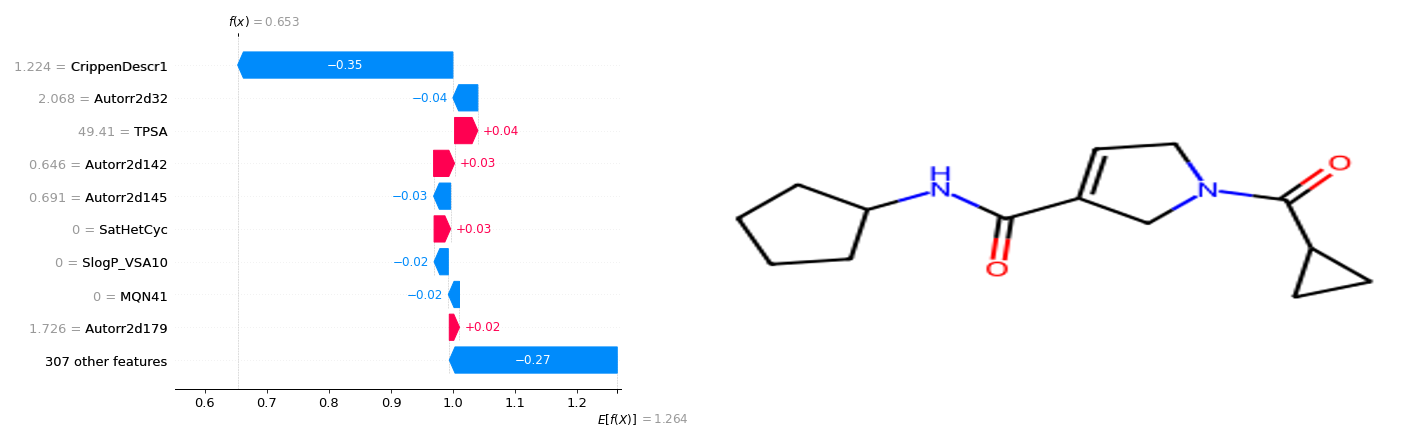 f(x) = 0.653
1.224 = CrippenDescr1
−0.35
2.068 = Autorr2d32
−0.04
49.41 = TPSA
+0.04
0.646 = Autorr2d142
+0.03
0.691 = Autorr2d145
−0.03
0 = SatHetCyc
+0.03
0 = SlogP_VSA10
−0.02
0 = MQN41
−0.02
1.726 = Autorr2d179
+0.02
307 other features
−0.27
0.6 0.7 0.8 0.9 1.0 1.1 1.2
E[f(X)] = 1.264
H
N
O
N
O